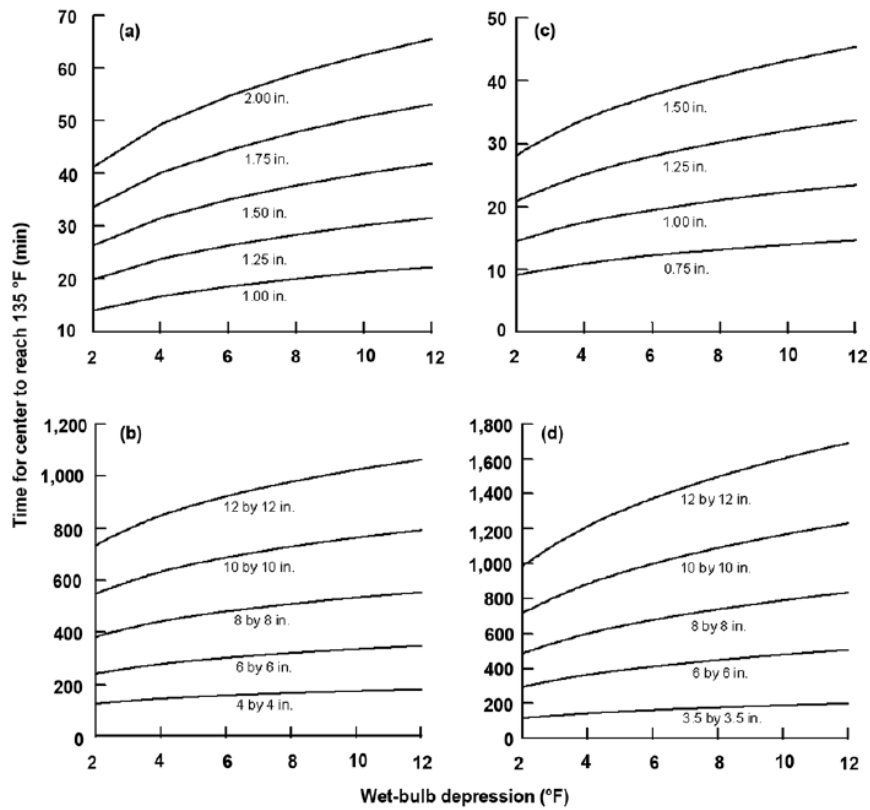 Time for center to reach 135 °F (min)
(a)
70
60
50
40
30
20
10
2.00 in.
1.75 in.
1.50 in.
1.25 in.
1.00 in.
2 4 6 8 10 12
(c)
50
40
30
20
10
0
1.50 in.
1.25 in.
1.00 in.
0.75 in.
2 4 6 8 10 12
(b)
1,200
1,000
800
600
400
200
0
12 by 12 in.
10 by 10 in.
8 by 8 in.
6 by 6 in.
4 by 4 in.
2 4 6 8 10 12
(d)
1,800
1,600
1,400
1,200
1,000
800
600
400
200
0
12 by 12 in.
10 by 10 in.
8 by 8 in.
6 by 6 in.
3.5 by 3.5 in.
2 4 6 8 10 12
Wet-bulb depression (°F)